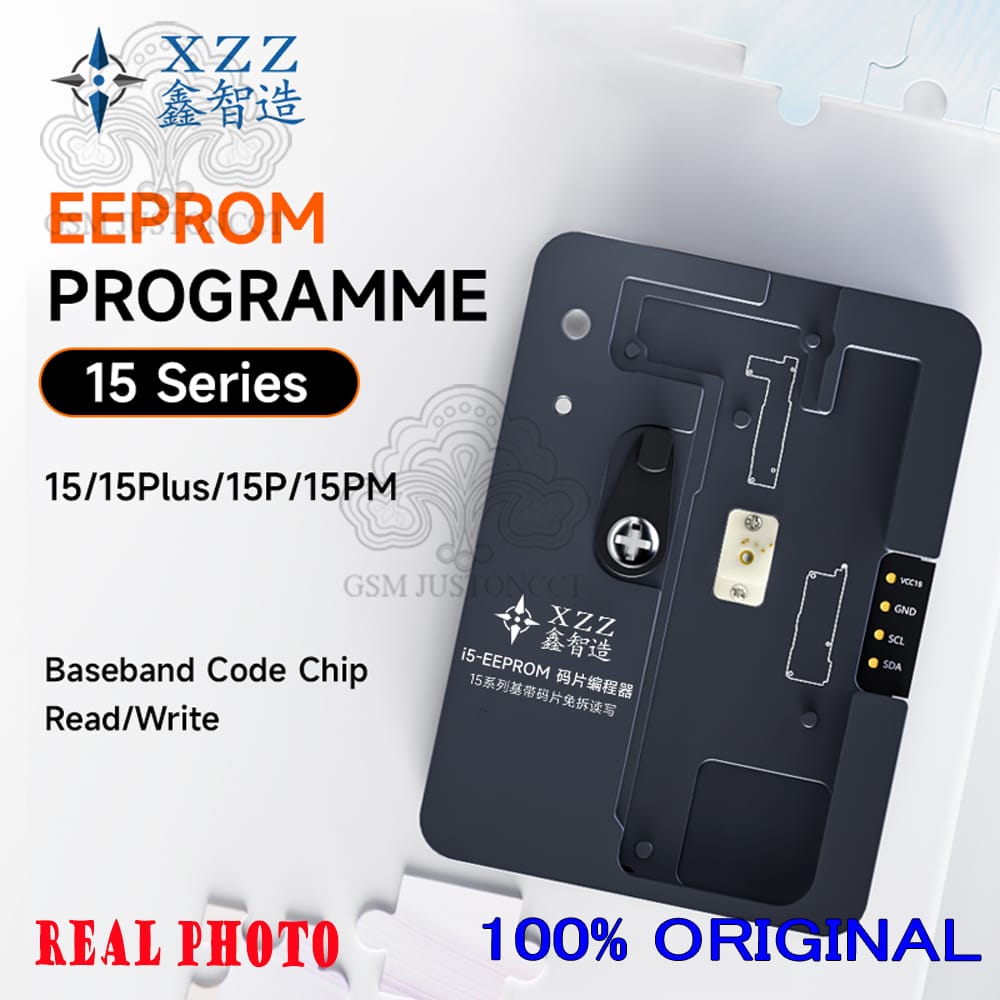 XZZ
鑫智造
GSM JUSTONCCT
EEPROM
PROGRAMME
15 Series
15/15Plus/15P/15PM
GSM JUSTONCCT
VCC18
GND
SCL
SDA
XZZ
鑫智造
i5-EEPROM 码片编程器
15系列基带码片免拆读写
Baseband Code Chip
Read/Write
REAL PHOTO
100% ORIGINAL